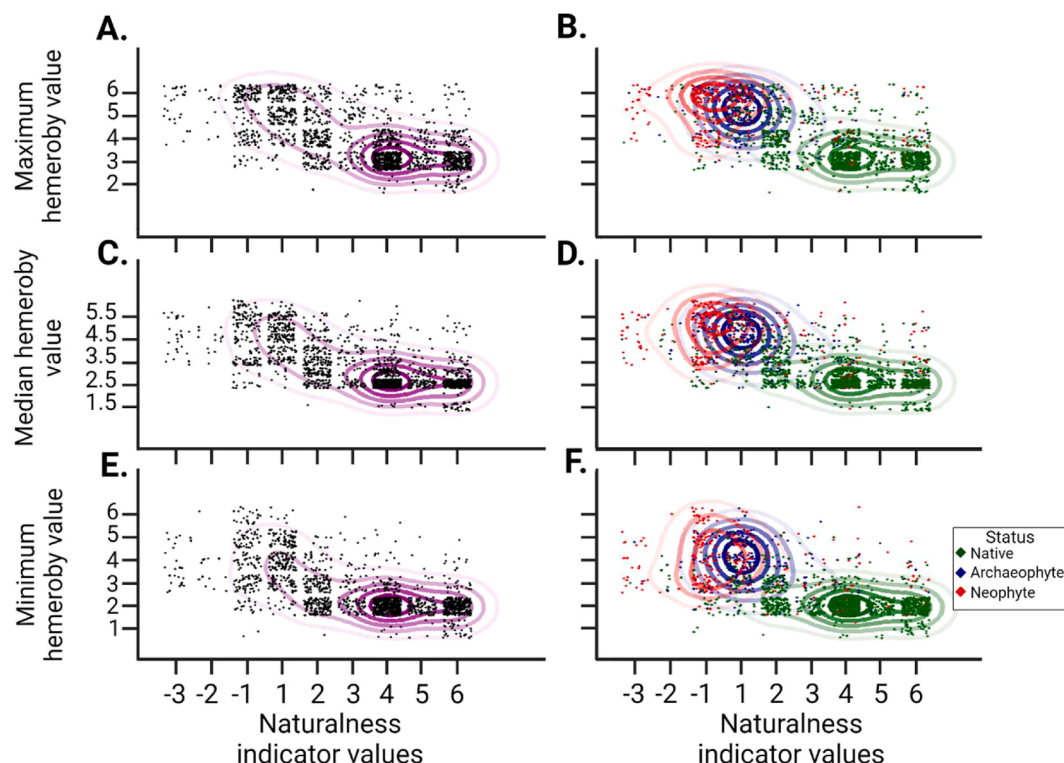 A.
B.
Maximum
hemeroby value
6
5
4
3
2
C.
D.
Median hemeroby
value
5.5
4.5
3.5
2.5
1.5
E.
F.
Minimum
hemeroby value
6
5
4
3
2
1
Status
Native
Archaeophyte
Neophyte
-3 -2 -1 1 2 3 4 5 6
-3 -2 -1 1 2 3 4 5 6
Naturalness
indicator values
Naturalness
indicator values